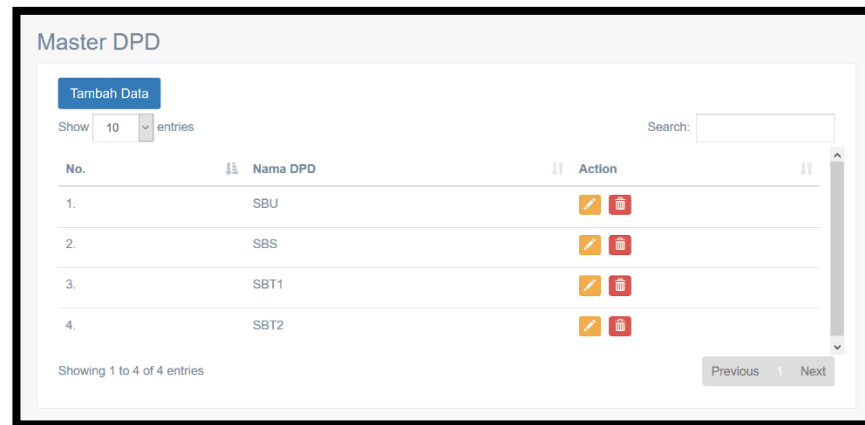 Master DPD
Tambah Data
Show 10 entries Search:
No. Nama DPD Action
1. SBU
2. SBS
3. SBT1
4. SBT2
Showing 1 to 4 of 4 entries Previous 1 Next